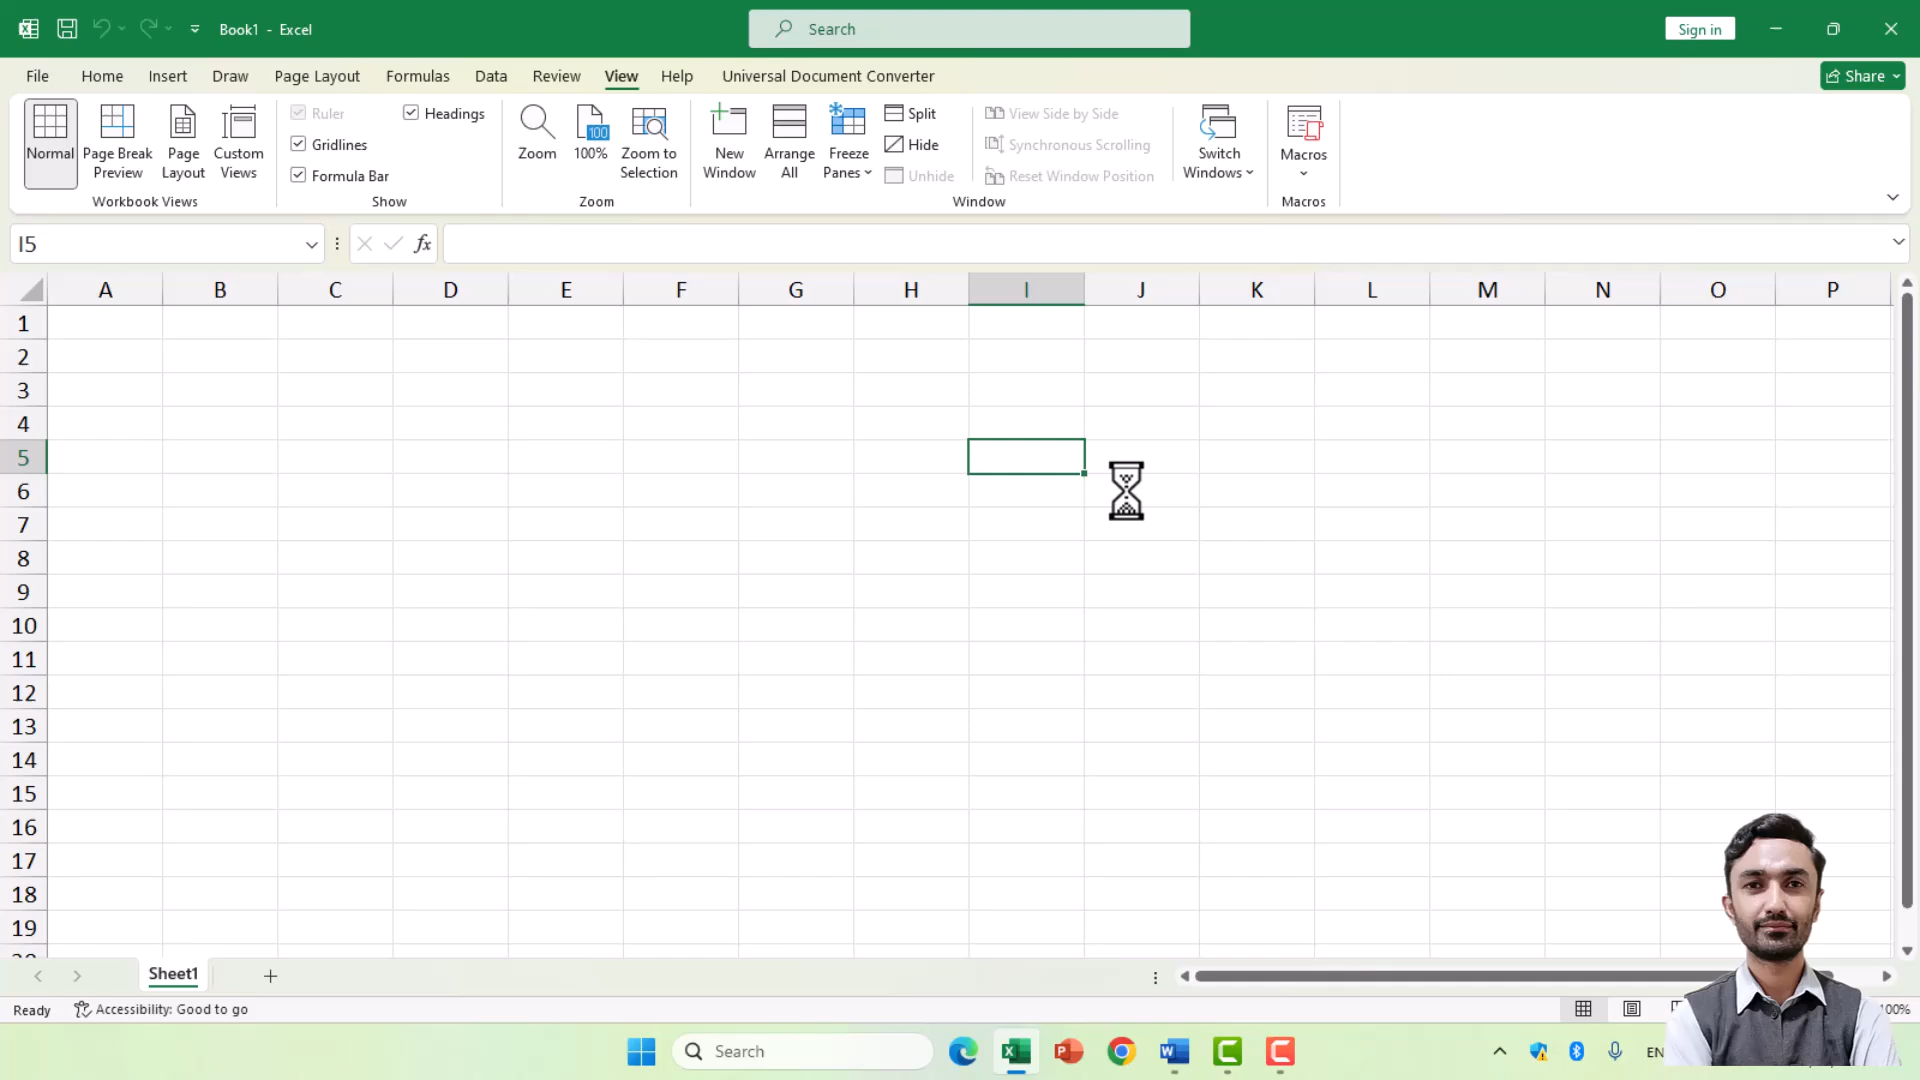 Book1 - Excel
Search
Sign in
File Home Insert Draw Page Layout Formulas Data Review View Help Universal Document Converter
Share
Normal
Page Break Preview
Page Layout
Custom Views
Workbook Views
Ruler
Gridlines
Formula Bar
Headings
Show
Zoom
100
100%
Zoom to Selection
Zoom
New Window
Arrange All
Freeze Panes
Split
Hide
Unhide
View Side by Side
Synchronous Scrolling
Reset Window Position
Window
Switch Windows
Macros
Macros
I5
fx
A B C D E F G H I J K L M N O P
1
2
3
4
5
6
7
8
9
10
11
12
13
14
15
16
17
18
19
Sheet1
Ready
Accessibility: Good to go
100%
Search